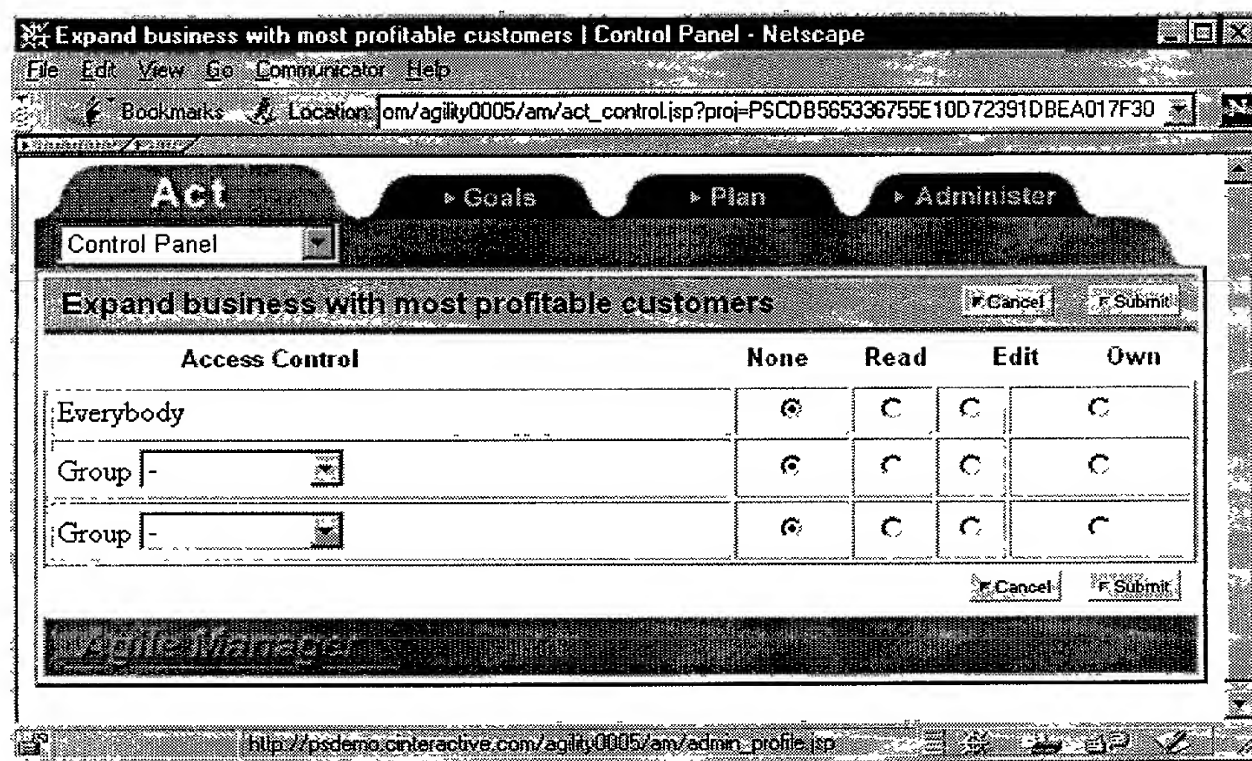 Expand business with most profitable customers | Control Panel - Netscape
File Edit View Go Communicator Help
Bookmarks Location: om/agility0005/am/act_control.jsp?proj=PSCDB565336755E10D72391DBEA017F30
Act Goals Plan Administer
Control Panel
Expand business with most profitable customers Cancel Submit
Access Control None Read Edit Own
Everybody
Group -
Group -
Cancel Submit
Agile Manager
http://psdemo.cinteractive.com/agility0005/am/admin_profile.jsp